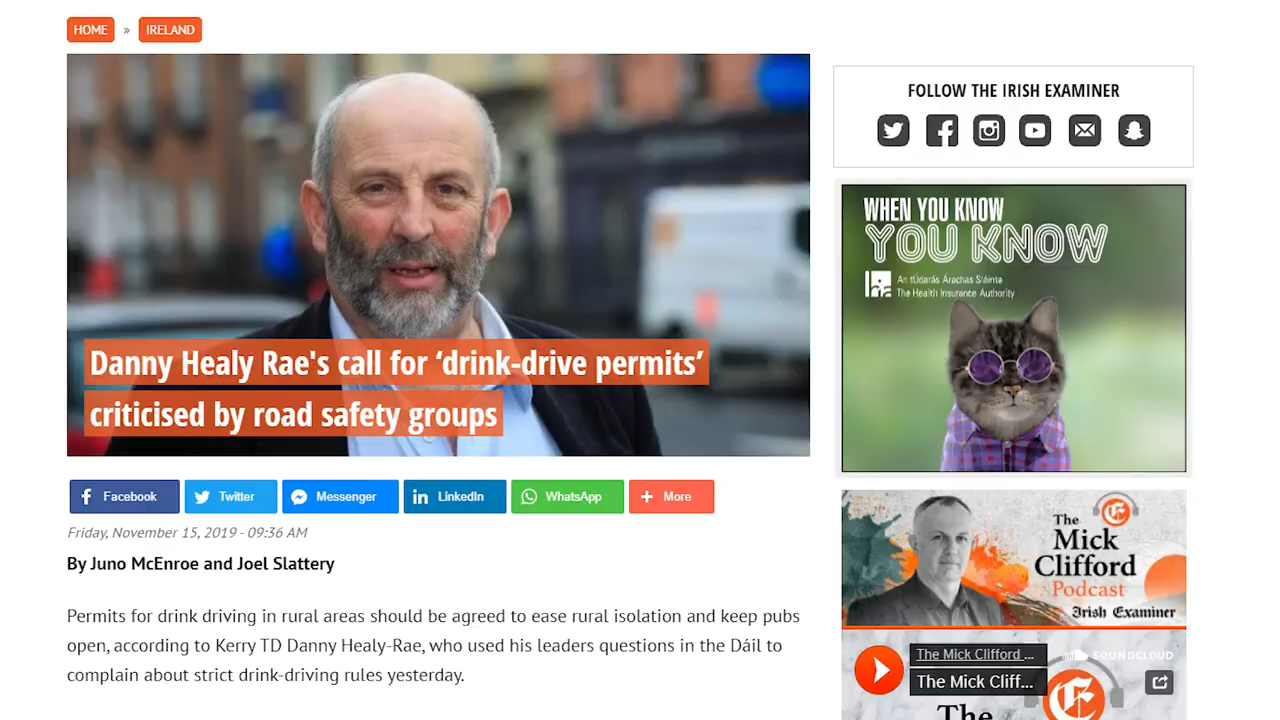 HOME » IRELAND
Danny Healy Rae's call for ‘drink-drive permits’
criticised by road safety groups
Facebook
Twitter
Messenger
LinkedIn
WhatsApp
More
Friday, November 15, 2019 - 09:36 AM
By Juno McEnroe and Joel Slattery
Permits for drink driving in rural areas should be agreed to ease rural isolation and keep pubs
open, according to Kerry TD Danny Healy-Rae, who used his leaders questions in the Dáil to
complain about strict drink-driving rules yesterday.
FOLLOW THE IRISH EXAMINER
WHEN YOU KNOW
YOU KNOW
An tÚdarás Árachas Sláinte
The Health Insurance Authority
The
Mick
Clifford
Podcast
Irish Examiner
The Mick Clifford ...
SOUNDCLOUD
The Mick Cliff...
The